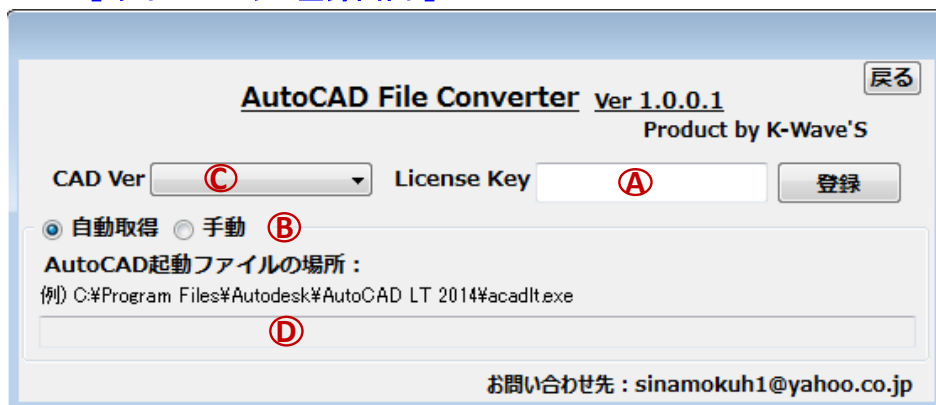 戻る
AutoCAD File Converter Ver 1.0.0.1
Product by K-Wave'S
CAD Ver Ⓒ License Key Ⓐ 登録
自動取得 手動 Ⓑ
AutoCAD起動ファイルの場所：
例) C:¥Program Files¥Autodesk¥AutoCAD LT 2014¥acadlt.exe
Ⓓ
お問い合わせ先：sinamokuh1@yahoo.co.jp